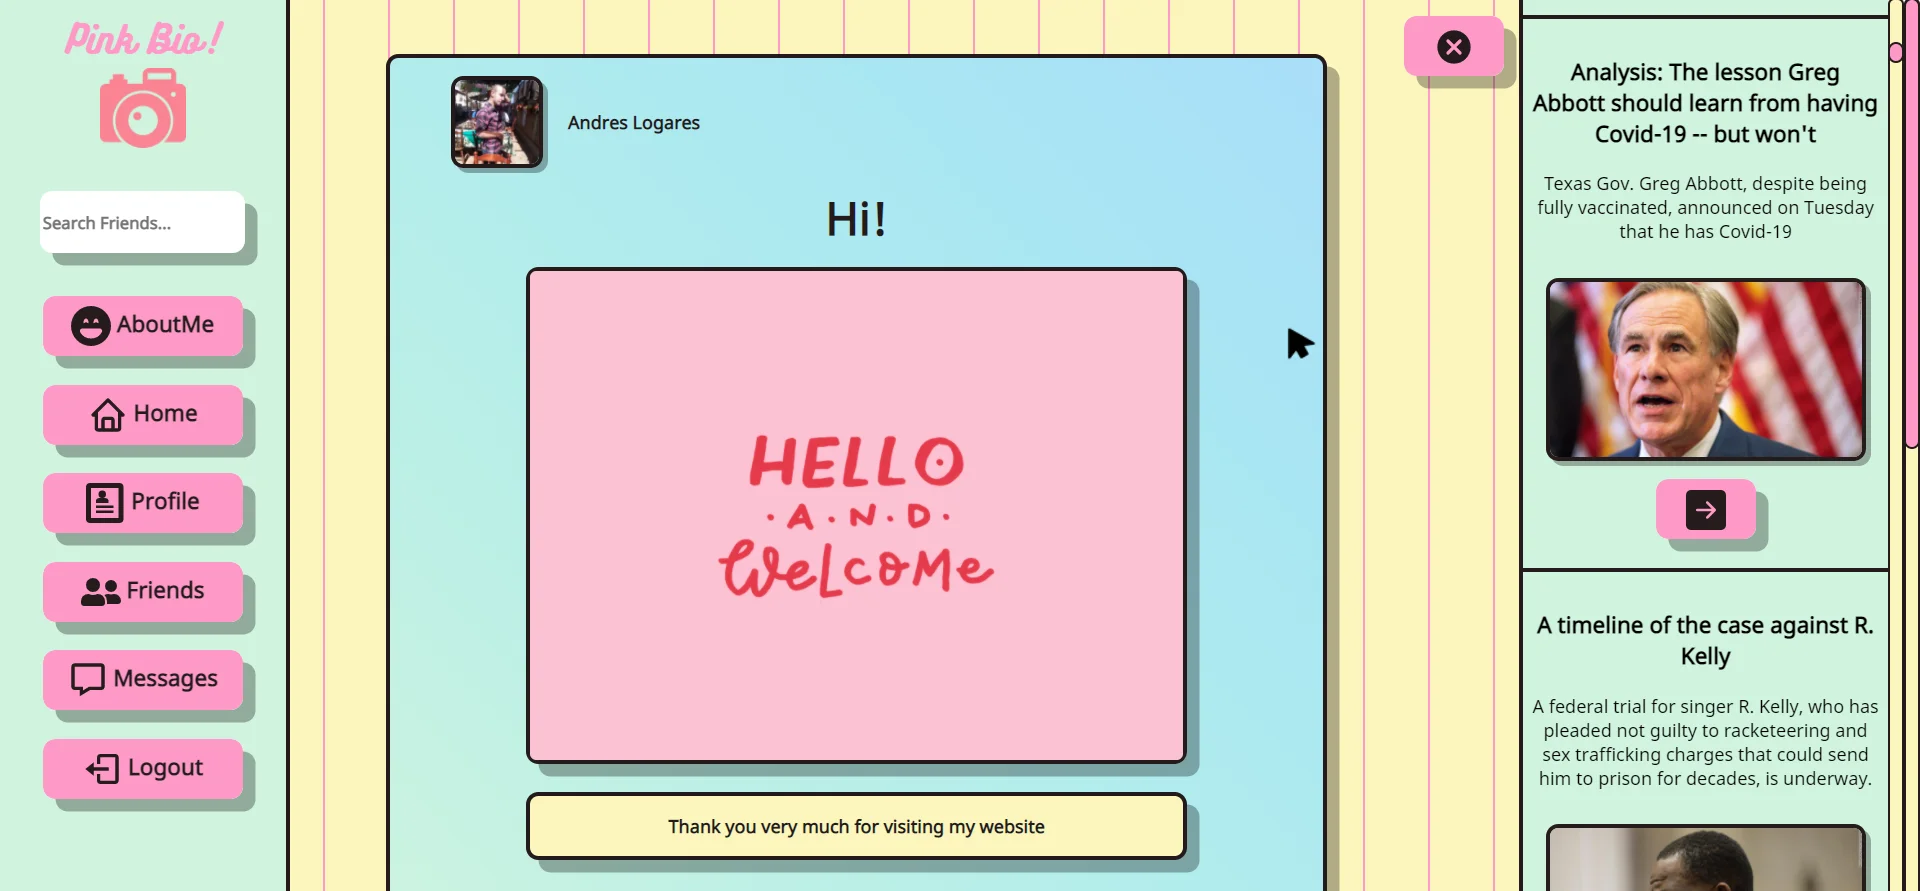 Pink Bio!
Search Friends...
AboutMe
Home
Profile
Friends
Messages
Logout
Andres Logares
Hi!
HELLO
·A·N·D·
WeLcoMe
Thank you very much for visiting my website
Analysis: The lesson Greg
Abbott should learn from having
Covid-19 -- but won't
Texas Gov. Greg Abbott, despite being
fully vaccinated, announced on Tuesday
that he has Covid-19
A timeline of the case against R.
Kelly
A federal trial for singer R. Kelly, who has
pleaded not guilty to racketeering and
sex trafficking charges that could send
him to prison for decades, is underway.